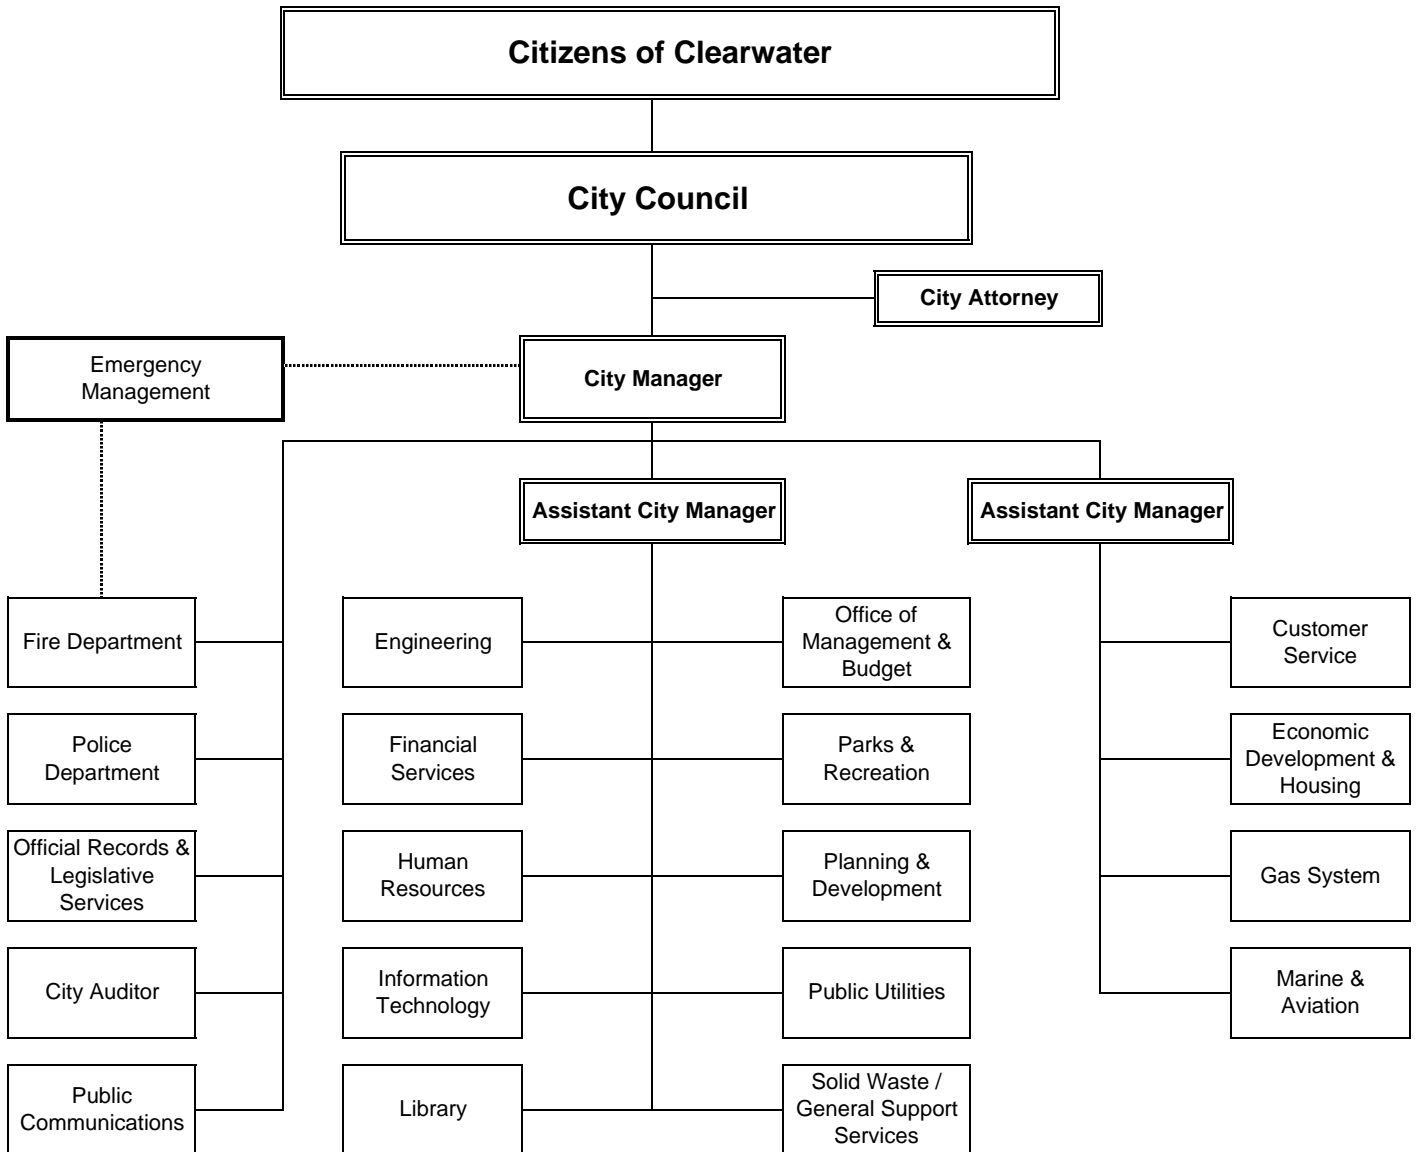 Citizens of Clearwater
City Council
City Attorney
Emergency
Management
City Manager
Assistant City Manager
Assistant City Manager
Fire Department
Engineering
Office of
Management &
Budget
Customer
Service
Police
Department
Financial
Services
Parks &
Recreation
Economic
Development &
Housing
Official Records &
Legislative
Services
Human
Resources
Planning &
Development
Gas System
City Auditor
Information
Technology
Public Utilities
Marine &
Aviation
Public
Communications
Library
Solid Waste /
General Support
Services